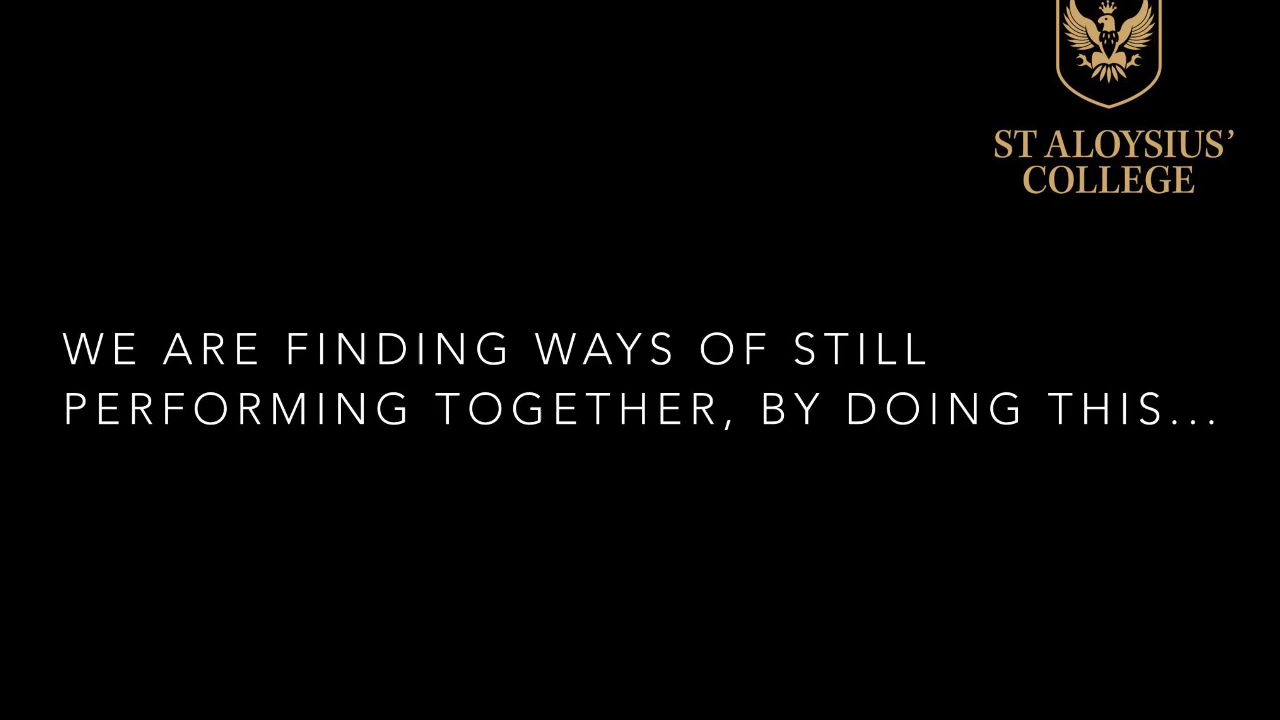 ST ALOYSIUS’
COLLEGE
WE ARE FINDING WAYS OF STILL
PERFORMING TOGETHER, BY DOING THIS...